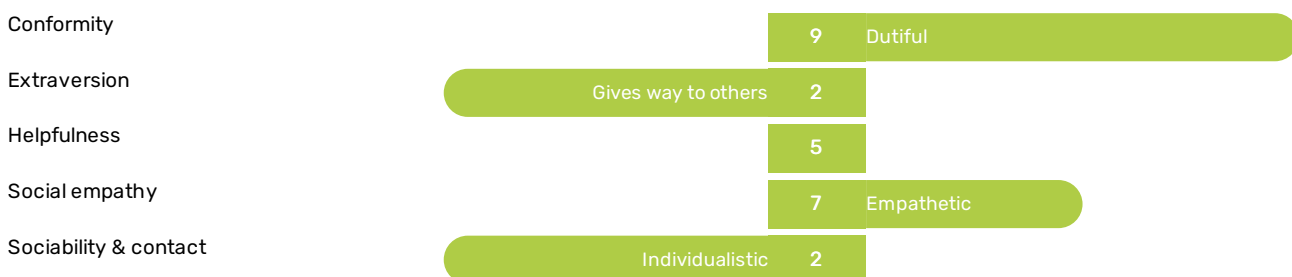 Conformity 9 Dutiful
Extraversion Gives way to others 2
Helpfulness 5
Social empathy 7 Empathetic
Sociability & contact Individualistic 2